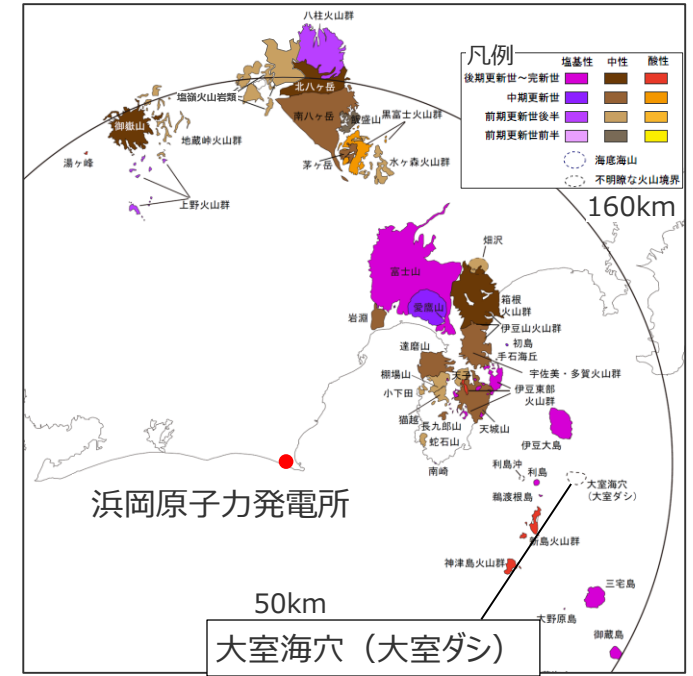 八柱火山群
塩嶺火山岩類
北八ヶ岳
御嶽山
南八ヶ岳
飯盛山
黒富士火山群
地蔵峠火山群
湯ヶ峰
茅ヶ岳
水ヶ森火山群
上野火山群
凡例
塩基性 中性 酸性
後期更新世~完新世
中期更新世
前期更新世後半
前期更新世前半
海底海山
不明瞭な火山境界
160km
畑沢
富士山
愛鷹山
箱根
火山群
岩淵
伊豆山火山群
初島
達磨山
手石海丘
宇佐美・多賀火山群
棚場山
天子
小下田
伊豆東部
火山群
猫越
長九郎山
天城山
蛇石山
伊豆大島
南崎
利島沖
利島
大室海穴
(大室ダシ)
鵜渡根島
浜岡原子力発電所
新島火山群
神津島火山群
三宅島
50km
大野原島
御蔵島
大室海穴(大室ダシ)